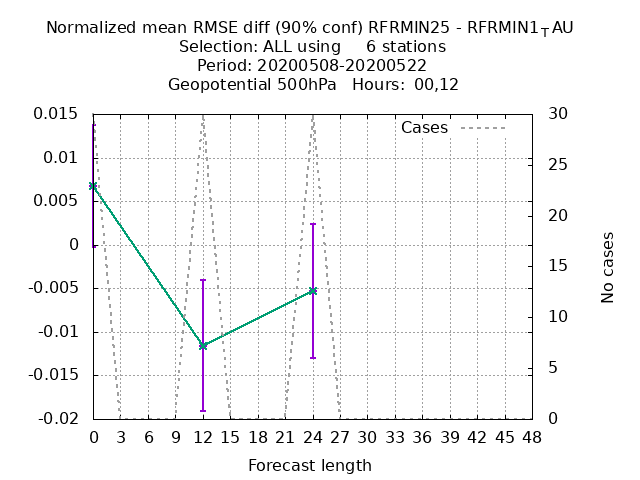 Normalized mean RMSE diff (90% conf) RFRMIN25 - RFRMIN1_TAU
Selection: ALL using 6 stations
Period: 20200508-20200522
Geopotential 500hPa Hours: 00,12
Cases
0.015
0.01
0.005
0
-0.005
-0.01
-0.015
-0.02
30
25
20
15
10
5
0
No cases
0 3 6 9 12 15 18 21 24 27 30 33 36 39 42 45 48
Forecast length